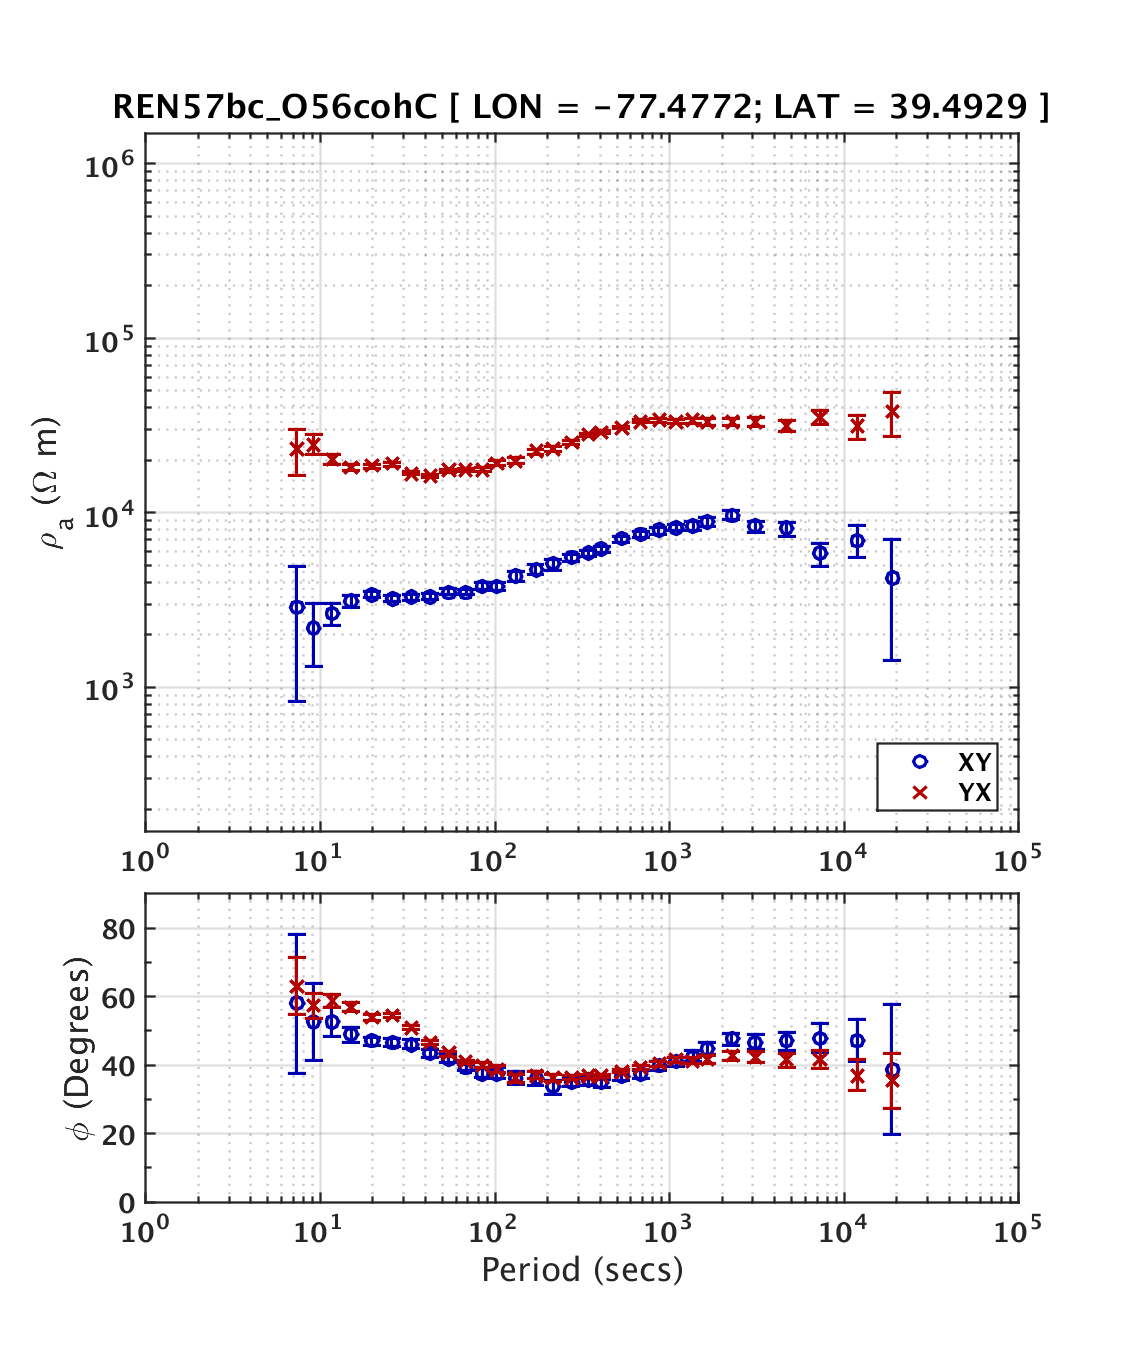 REN57bc_O56cohC [ LON = -77.4772; LAT = 39.4929 ]
10^6
10^5
10^4
10^3
ρ_a (Ω m)
XY
YX
10^0 10^1 10^2 10^3 10^4 10^5
80
60
40
20
0
ϕ (Degrees)
10^0 10^1 10^2 10^3 10^4 10^5
Period (secs)